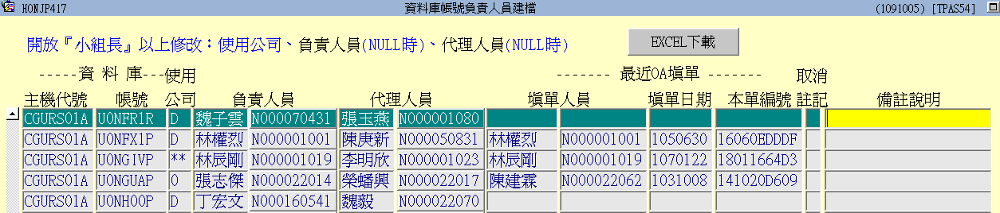 HONJP417 資料庫帳號負責人員建檔 (1091005) [TPAS54]
開放『小組長』以上修改：使用公司、負責人員(NULL時)、代理人員(NULL時) EXCEL下載
-----資 料 庫---使用 ------- 最近OA填單 ------- 取消
主機代號 帳號 公司 負責人員 代理人員 填單人員 填單日期 本單編號 註記 備註說明
CGURS01A U0NFR1R D 魏子雲 N000070431 張玉燕 N000001080
CGURS01A U0NFX1P D 林權烈 N000001001 陳庚新 N000050831 林權烈 N000001001 1050630 16060EDDDF
CGURS01A U0NGIVP ** 林辰剛 N000001019 李明欣 N000001023 林辰剛 N000001019 1070122 18011664D3
CGURS01A U0NGUAP 0 張志傑 N000022014 榮蟠興 N000022017 陳建霖 N000022062 1031008 141020D609
CGURS01A U0NH00P D 丁宏文 N000160541 魏毅 N000022070